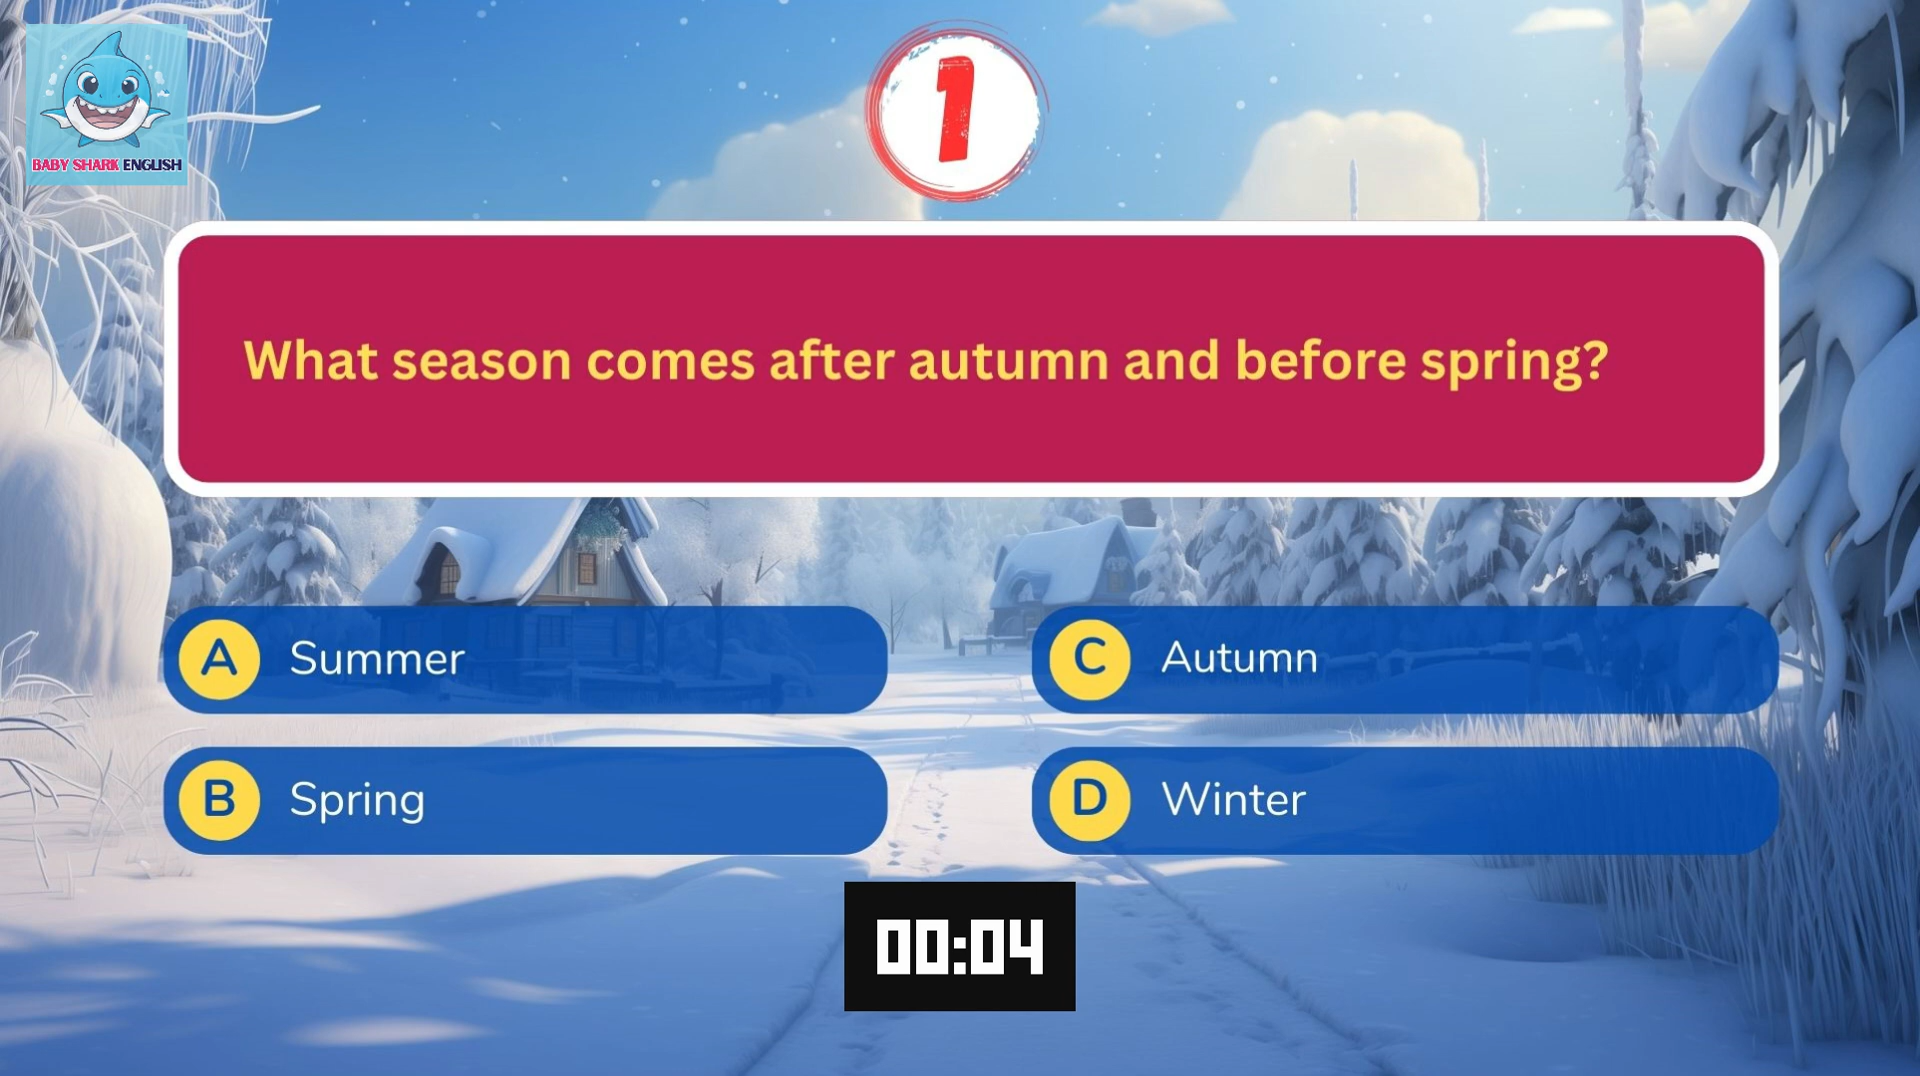 BABY SHARK ENGLISH
1
What season comes after autumn and before spring?
A Summer
B Spring
C Autumn
D Winter
00:04